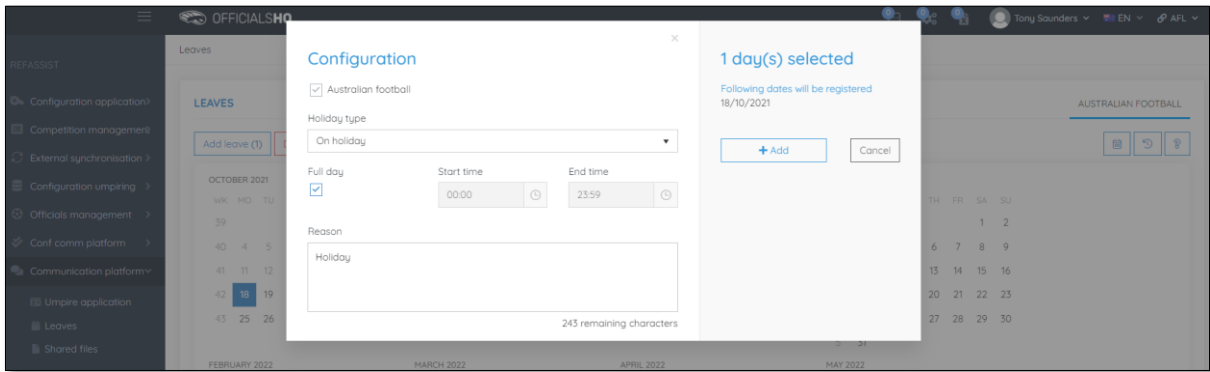 OFFICIALSHQ
0
0
0
Tony Saunders
EN
AFL
REFASSIST
Configuration application
Competition management
External synchronisation
Configuration umpiring
Officials management
Conf comm platform
Communication platform
Umpire application
Leaves
Shared files
Leaves
LEAVES
AUSTRALIAN FOOTBALL
Add leave (1)
OCTOBER 2021
WK MO TU
39
40 4 5
41 11 12
42 18 19
43 25 26
FEBRUARY 2022
MARCH 2022
APRIL 2022
MAY 2022
Configuration
Australian football
Holiday type
On holiday
Full day
Start time
End time
00:00
23:59
Reason
Holiday
243 remaining characters
1 day(s) selected
Following dates will be registered
18/10/2021
+ Add
Cancel
TH FR SA SU
1 2
6 7 8 9
13 14 15 16
20 21 22 23
27 28 29 30
31